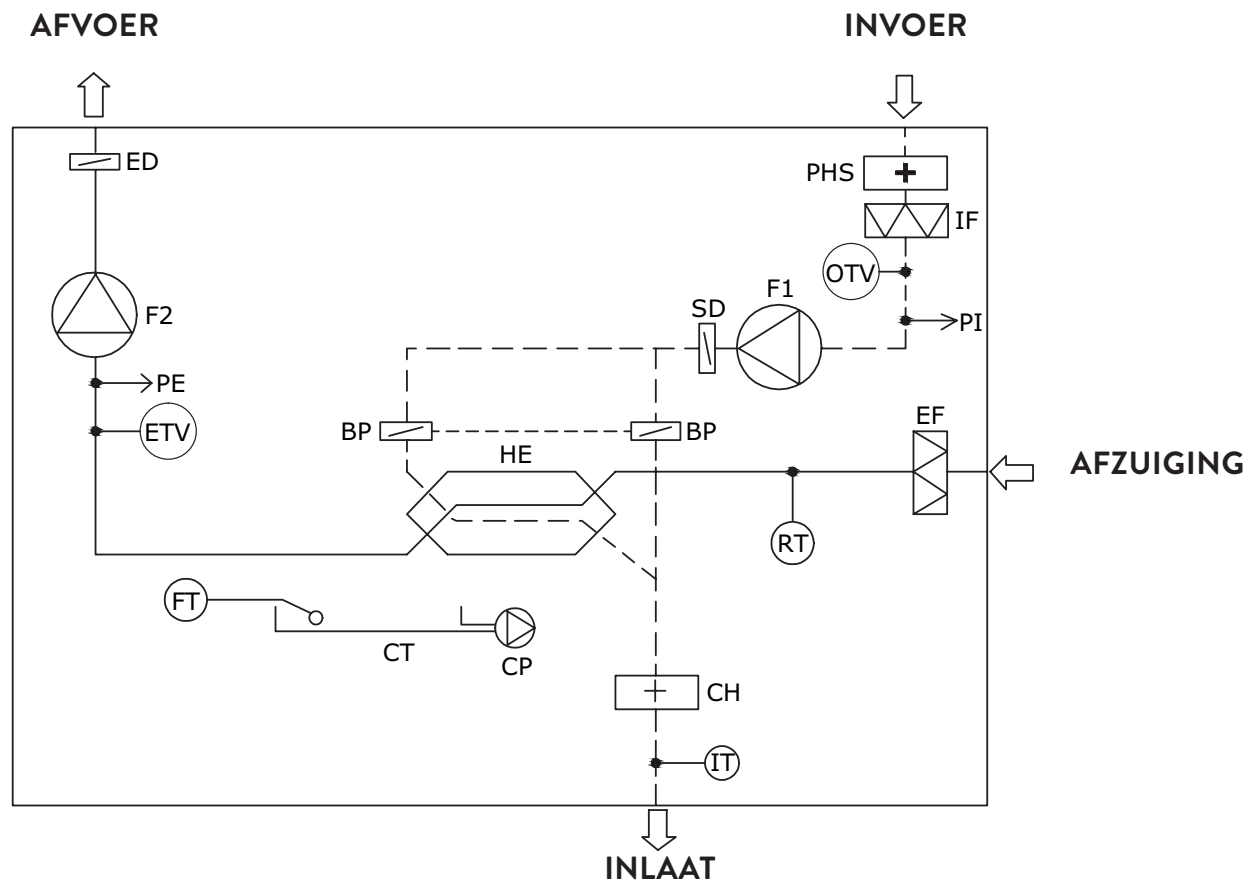 AFVOER
INVOER
ED
PHS
IF
OTV
F1
F2
SD
PI
PE
ETV
BP
BP
EF
HE
AFZUIGING
RT
FT
CT
CP
CH
IT
INLAAT